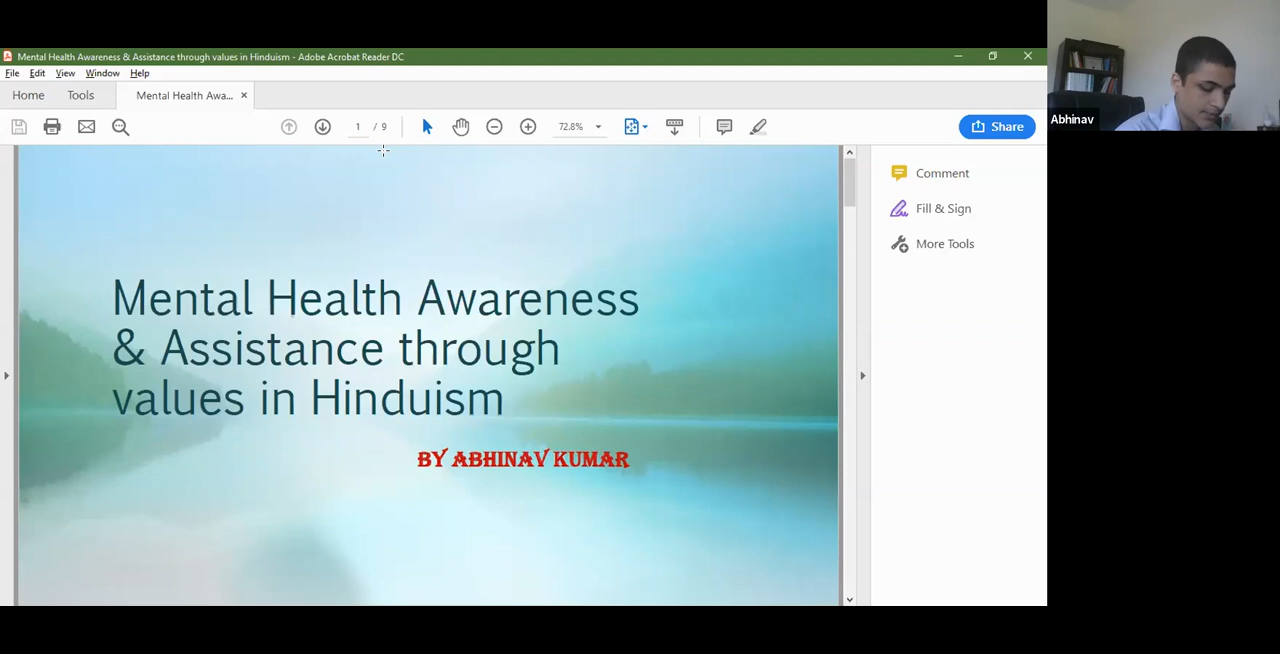 Mental Health Awareness & Assistance through values in Hinduism - Adobe Acrobat Reader DC
File Edit View Window Help
Home Tools Mental Health Awa... ×
1 / 9 72.8% Share
Comment
Fill & Sign
More Tools
Mental Health Awareness
& Assistance through
values in Hinduism
BY ABHINAV KUMAR
Abhinav